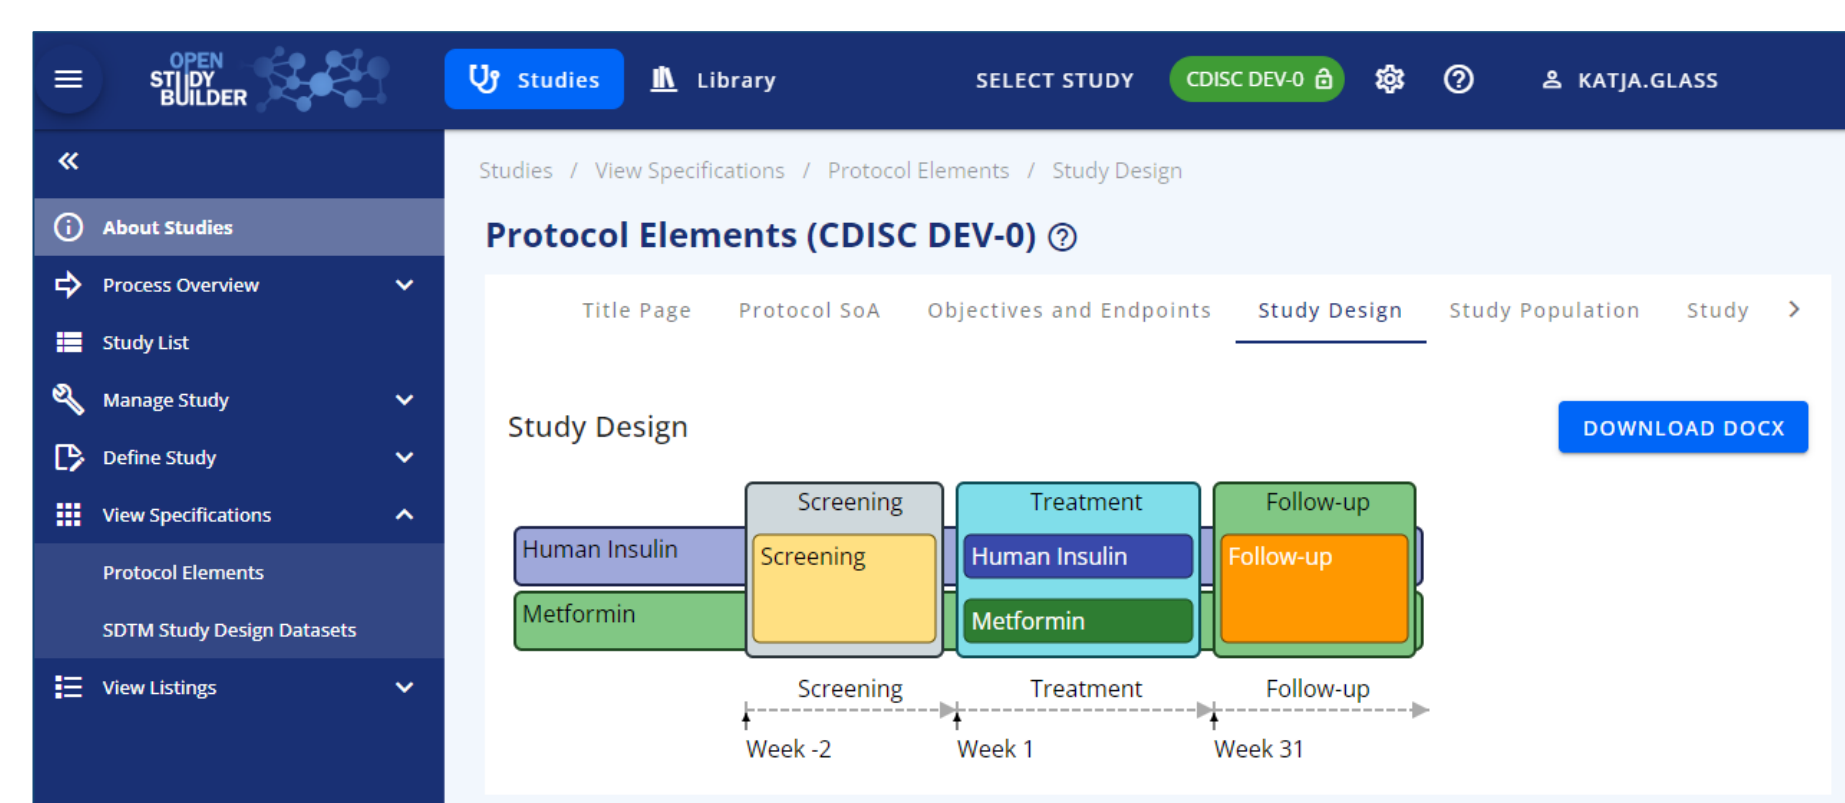 OPEN
STUDY
BUILDER
Studies
Library
SELECT STUDY
CDISC DEV-0
KATJA.GLASS
About Studies
Process Overview
Study List
Manage Study
Define Study
View Specifications
Protocol Elements
SDTM Study Design Datasets
View Listings
Studies / View Specifications / Protocol Elements / Study Design
Protocol Elements (CDISC DEV-0)
Title Page Protocol SoA Objectives and Endpoints Study Design Study Population Study
Study Design
DOWNLOAD DOCX
Screening Treatment Follow-up
Human Insulin Screening Human Insulin Follow-up
Metformin Metformin
Screening Treatment Follow-up
Week -2 Week 1 Week 31